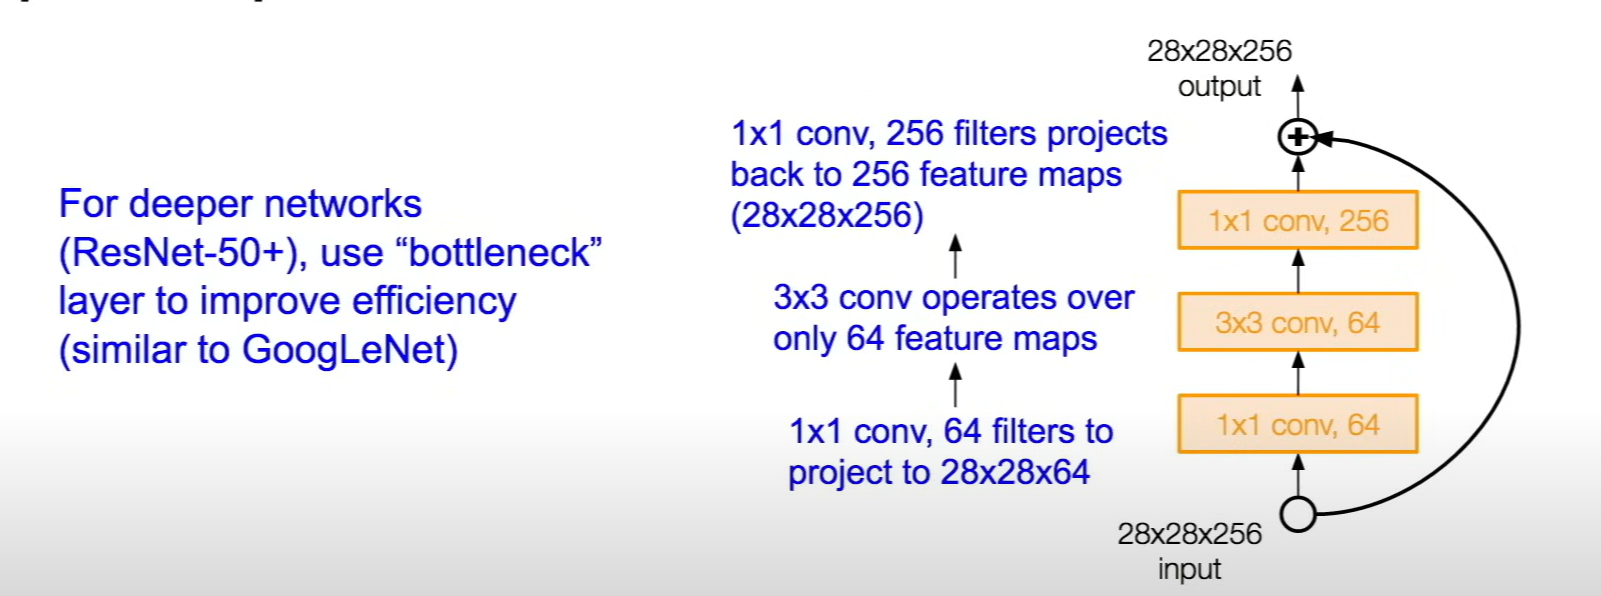 For deeper networks
(ResNet-50+), use “bottleneck”
layer to improve efficiency
(similar to GoogLeNet)
1x1 conv, 256 filters projects
back to 256 feature maps
(28x28x256)
3x3 conv operates over
only 64 feature maps
1x1 conv, 64 filters to
project to 28x28x64
28x28x256
output
+
1x1 conv, 256
3x3 conv, 64
1x1 conv, 64
28x28x256
input